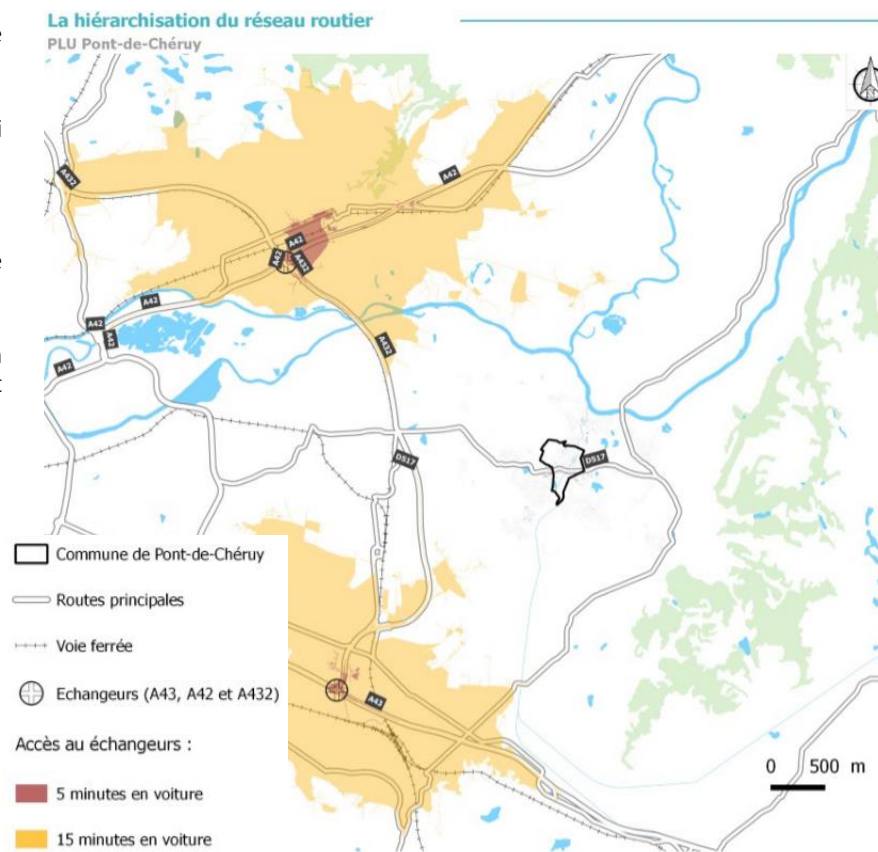 La hiérarchisation du réseau routier
PLU Pont-de-Chéruy
e
i
e
t
N
A432
A42
A42
A42
A432
A42
A42
A42
A42
A432
D517
D517
A43
Commune de Pont-de-Chéruy
Routes principales
Voie ferrée
Echangeurs (A43, A42 et A432)
Accès au échangeurs :
5 minutes en voiture
15 minutes en voiture
0 500 m